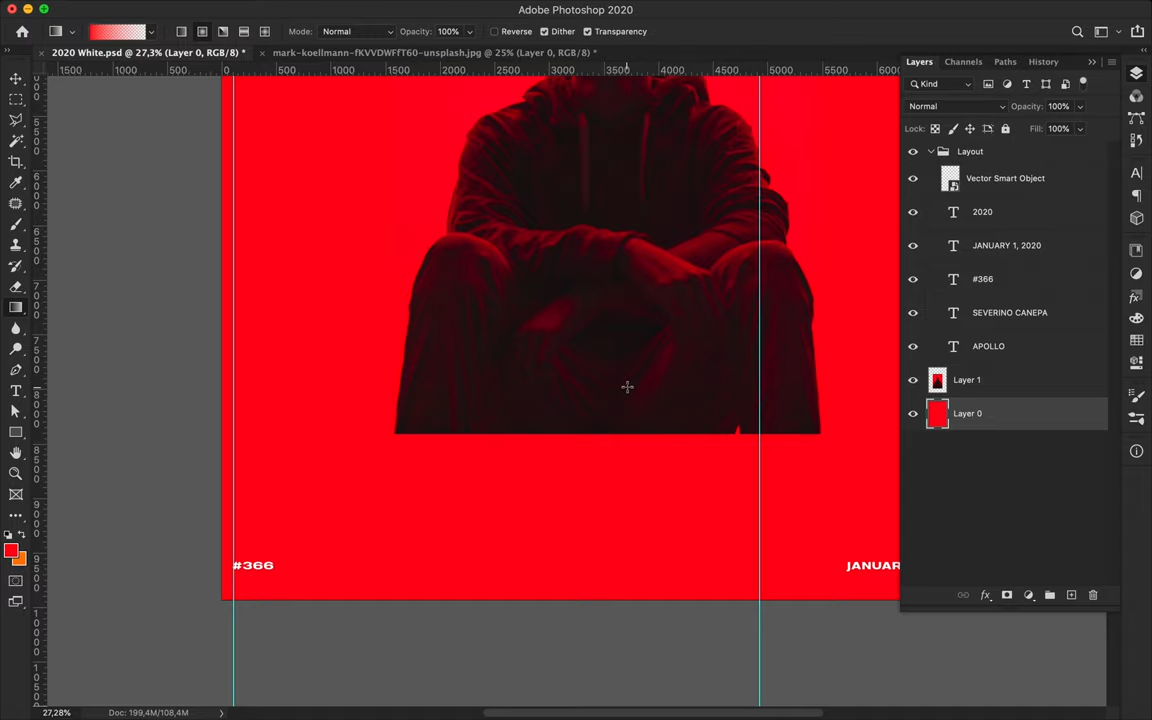 Adobe Photoshop 2020
Mode: Normal Opacity: 100% Reverse Dither Transparency
2020 White.psd @ 27,3% (Layer 0, RGB/8) *
mark-koellmann-fKVVDWFfT60-unsplash.jpg @ 25% (Layer 0, RGB/8) *
1500 1000 500 0 500 1000 1500 2000 2500 3000 3500 4000 4500 5000 5500 6000
Layers Channels Paths History
Kind
Normal Opacity: 100%
Lock: Fill: 100%
Layout
Vector Smart Object
T 2020
T JANUARY 1, 2020
T #366
T SEVERINO CANEPA
T APOLLO
Layer 1
Layer 0
#366
JANUAR
fx
27,28% Doc: 199,4M/108,4M